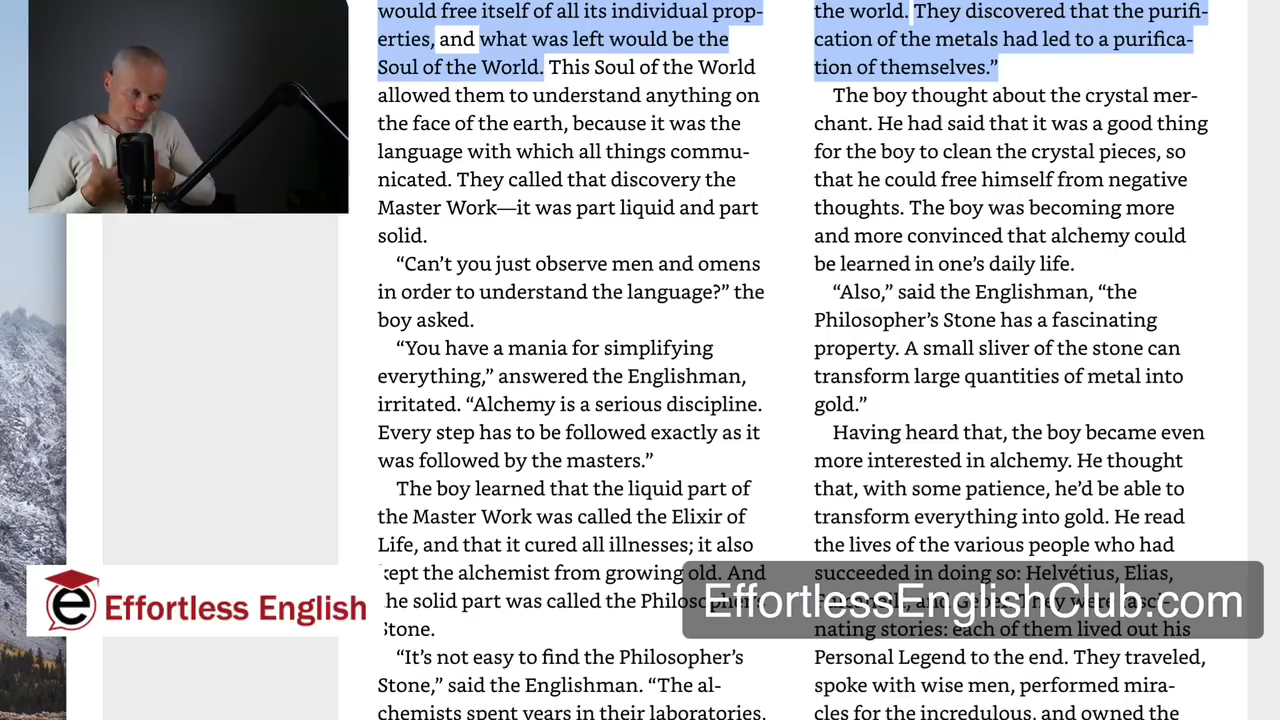 would free itself of all its individual prop-
erties, and what was left would be the
Soul of the World. This Soul of the World
allowed them to understand anything on
the face of the earth, because it was the
language with which all things commu-
nicated. They called that discovery the
Master Work—it was part liquid and part
solid.
“Can’t you just observe men and omens
in order to understand the language?” the
boy asked.
“You have a mania for simplifying
everything,” answered the Englishman,
irritated. “Alchemy is a serious discipline.
Every step has to be followed exactly as it
was followed by the masters.”
The boy learned that the liquid part of
the Master Work was called the Elixir of
Life, and that it cured all illnesses; it also
kept the alchemist from growing old. And
the solid part was called the Philosopher's
Stone.
“It’s not easy to find the Philosopher’s
Stone,” said the Englishman. “The al-
chemists spent years in their laboratories,
the world. They discovered that the purifi-
cation of the metals had led to a purifica-
tion of themselves.”
The boy thought about the crystal mer-
chant. He had said that it was a good thing
for the boy to clean the crystal pieces, so
that he could free himself from negative
thoughts. The boy was becoming more
and more convinced that alchemy could
be learned in one’s daily life.
“Also,” said the Englishman, “the
Philosopher’s Stone has a fascinating
property. A small sliver of the stone can
transform large quantities of metal into
gold.”
Having heard that, the boy became even
more interested in alchemy. He thought
that, with some patience, he’d be able to
transform everything into gold. He read
the lives of the various people who had
succeeded in doing so: Helvétius, Elias,
and Geber. They were fasci-
nating stories: each of them lived out his
Personal Legend to the end. They traveled,
spoke with wise men, performed mira-
cles for the incredulous, and owned the
e Effortless English
EffortlessEnglishClub.com